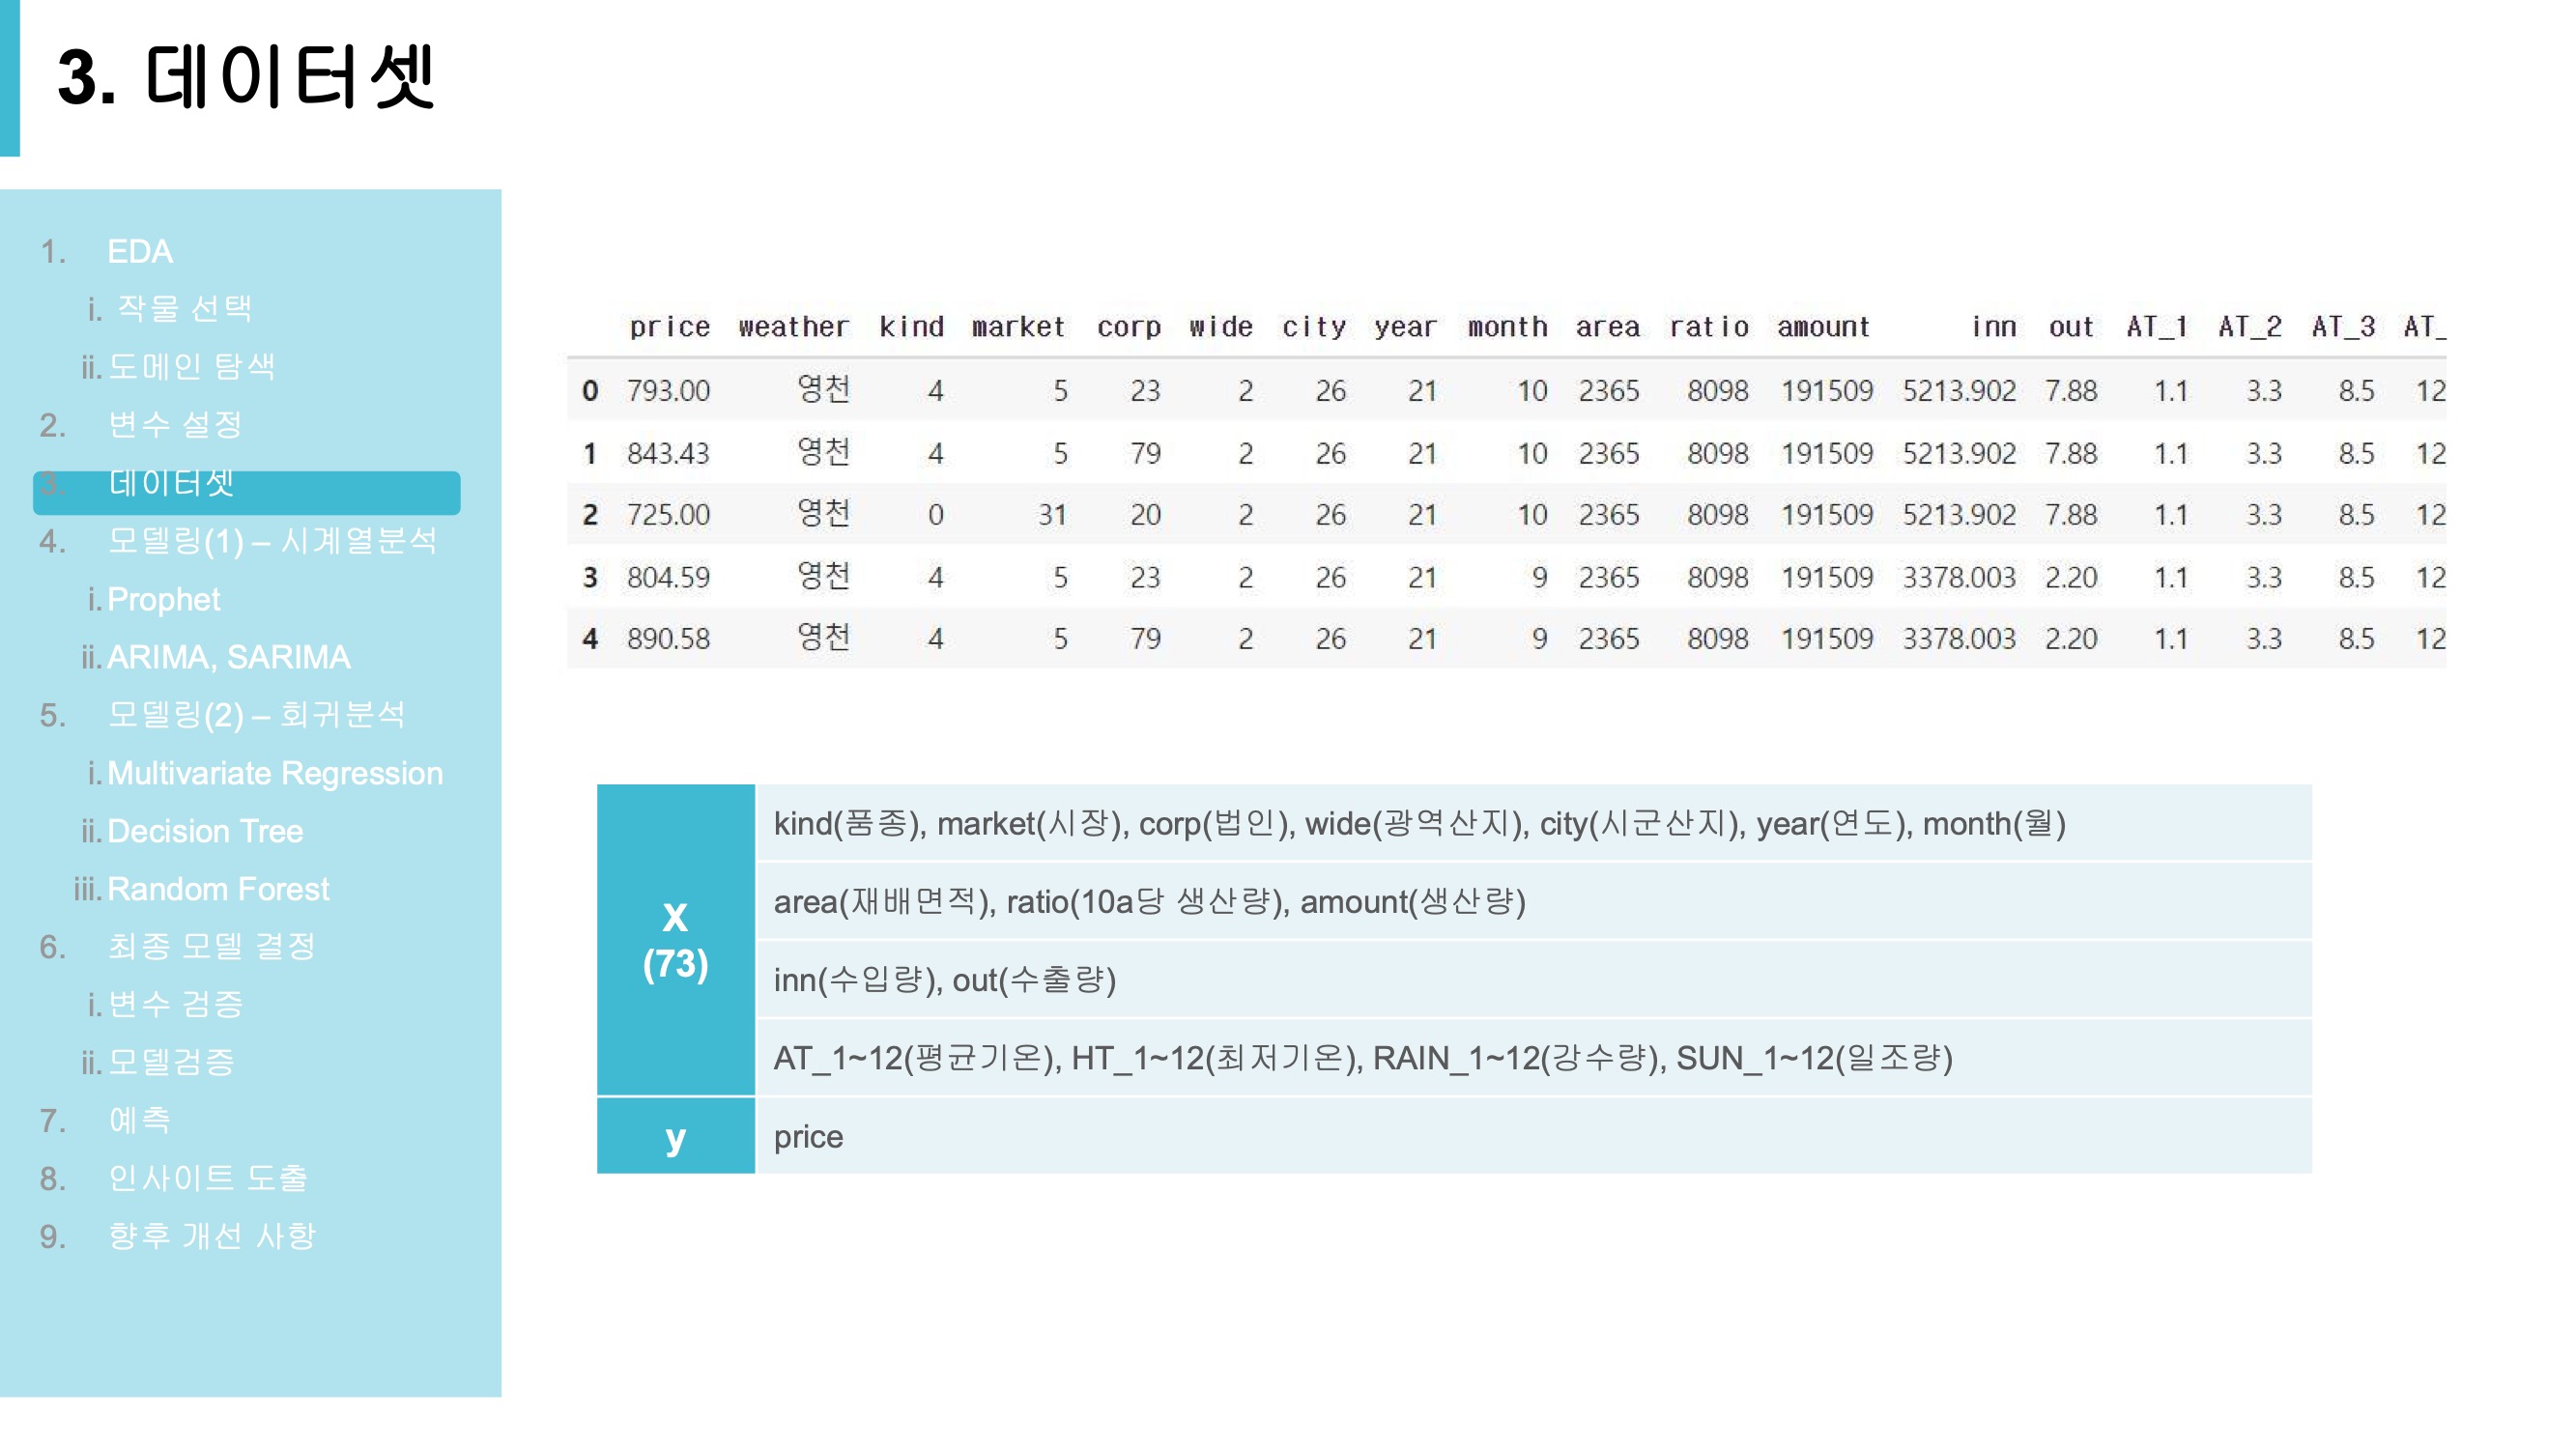 3. 데이터셋
1. EDA
i. 작물 선택
ii. 도메인 탐색
2. 변수 설정
3. 데이터셋
4. 모델링(1) – 시계열분석
i. Prophet
ii. ARIMA, SARIMA
5. 모델링(2) – 회귀분석
i. Multivariate Regression
ii. Decision Tree
iii. Random Forest
6. 최종 모델 결정
i. 변수 검증
ii. 모델검증
7. 예측
8. 인사이트 도출
9. 향후 개선 사항
price weather kind market corp wide city year month area ratio amount inn out AT_1 AT_2 AT_3 AT_
0 793.00 영천 4 5 23 2 26 21 10 2365 8098 191509 5213.902 7.88 1.1 3.3 8.5 12
1 843.43 영천 4 5 79 2 26 21 10 2365 8098 191509 5213.902 7.88 1.1 3.3 8.5 12
2 725.00 영천 0 31 20 2 26 21 10 2365 8098 191509 5213.902 7.88 1.1 3.3 8.5 12
3 804.59 영천 4 5 23 2 26 21 9 2365 8098 191509 3378.003 2.20 1.1 3.3 8.5 12
4 890.58 영천 4 5 79 2 26 21 9 2365 8098 191509 3378.003 2.20 1.1 3.3 8.5 12
X
(73)
kind(품종), market(시장), corp(법인), wide(광역산지), city(시군산지), year(연도), month(월)
area(재배면적), ratio(10a당 생산량), amount(생산량)
inn(수입량), out(수출량)
AT_1~12(평균기온), HT_1~12(최저기온), RAIN_1~12(강수량), SUN_1~12(일조량)
y
price